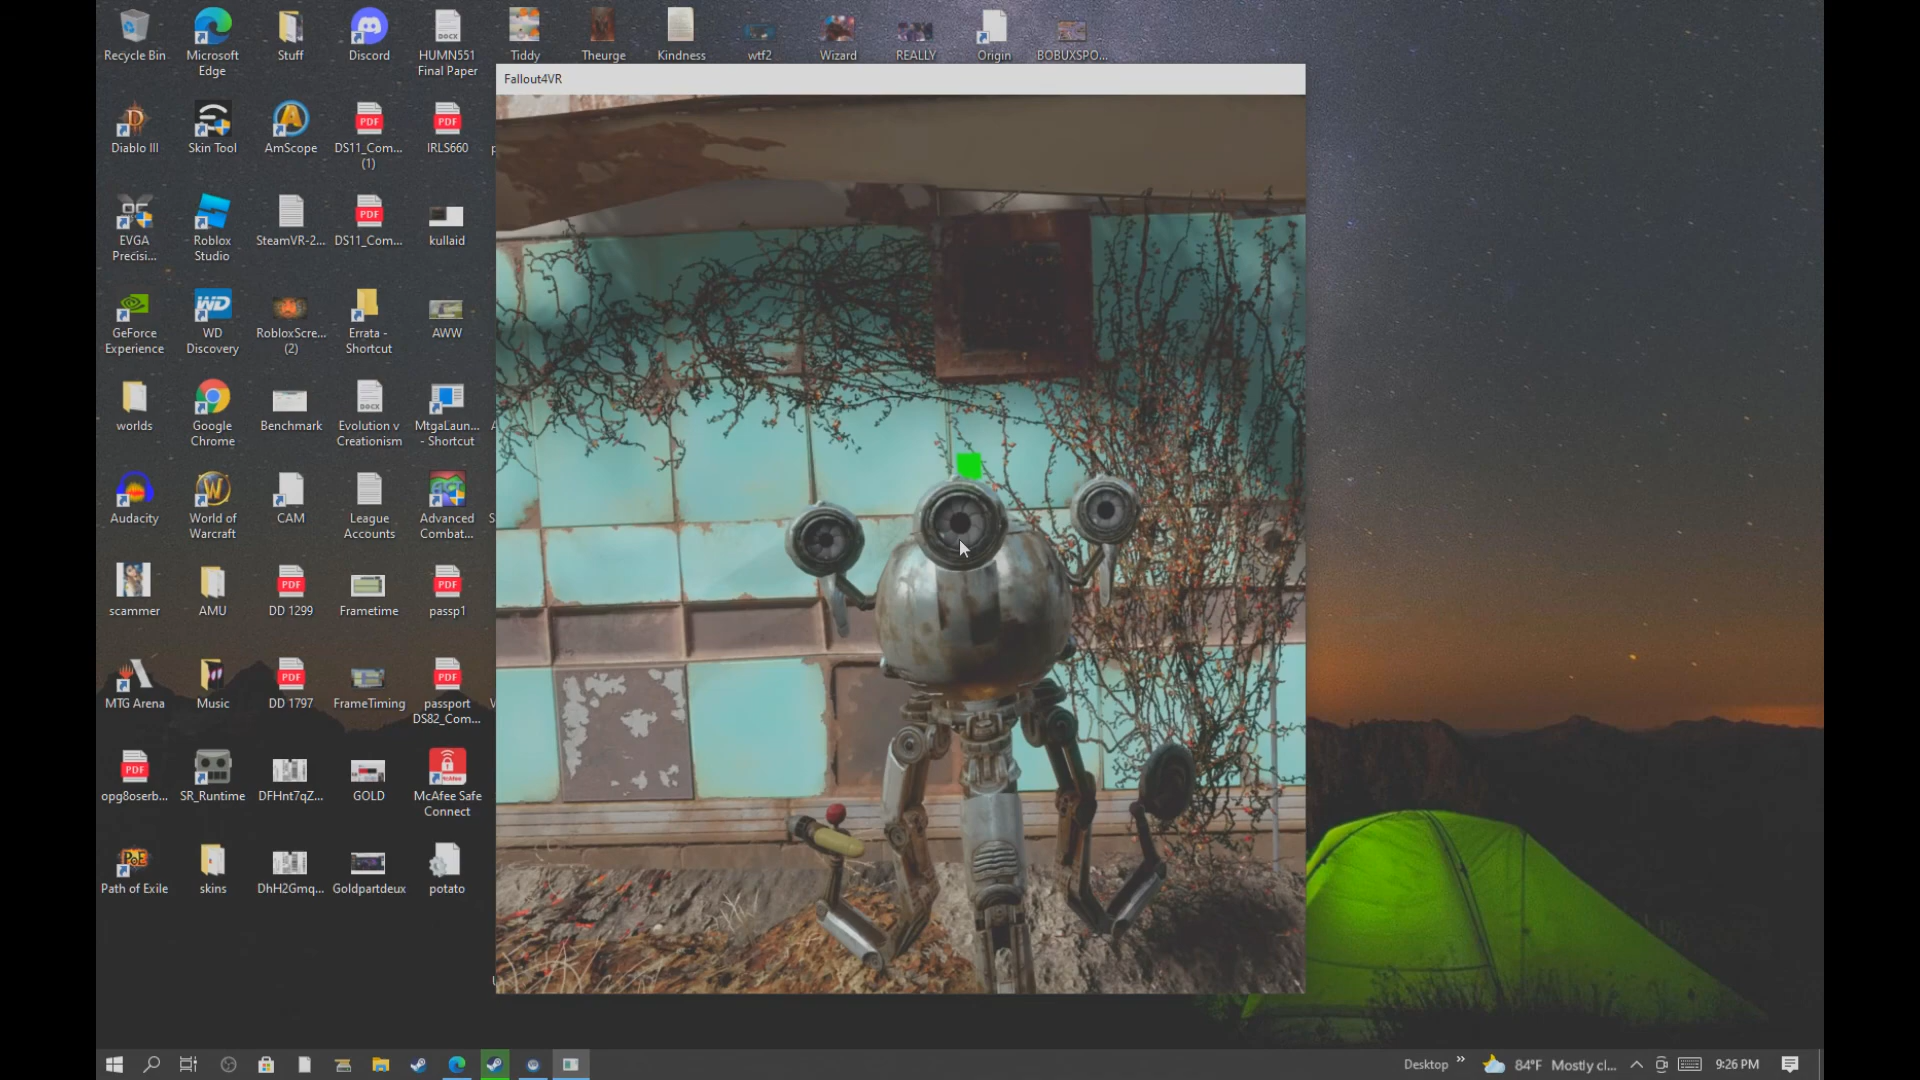 Recycle Bin
Microsoft
Edge
Stuff
Discord
HUMN551
Final Paper
Tiddy
Theurge
Kindness
wtf2
Wizard
REALLY
Origin
BOBUXSPO...
Fallout4VR
Diablo III
Skin Tool
AmScope
DS11_Com...
(1)
IRLS660
EVGA
Precisi...
Roblox
Studio
SteamVR-2...
DS11_Com...
kullaid
GeForce
Experience
WD
Discovery
RobloxScre...
(2)
Errata -
Shortcut
AWW
worlds
Google
Chrome
Benchmark
Evolution v
Creationism
MtgaLaun...
- Shortcut
Audacity
World of
Warcraft
CAM
League
Accounts
Advanced
Combat...
scammer
AMU
DD 1299
Frametime
passp1
MTG Arena
Music
DD 1797
FrameTiming
passport
DS82_Com...
opg8oserb...
SR_Runtime
DFHnt7qZ...
GOLD
McAfee Safe
Connect
Path of Exile
skins
DhH2Gmq...
Goldpartdeux
potato
Desktop
84°F Mostly cl...
9:26 PM